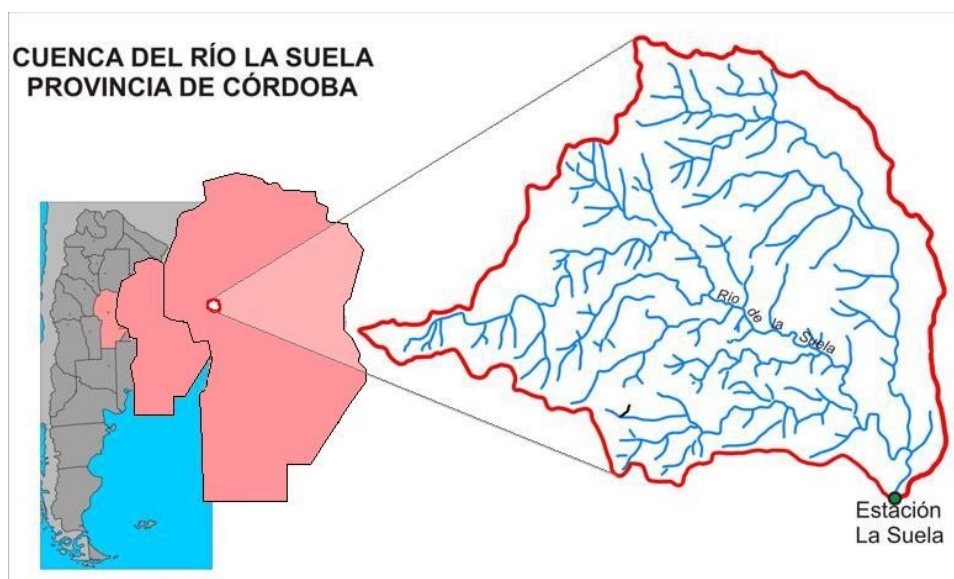 CUENCA DEL RÍO LA SUELA
PROVINCIA DE CÓRDOBA
Río de la Suela
Estación
La Suela